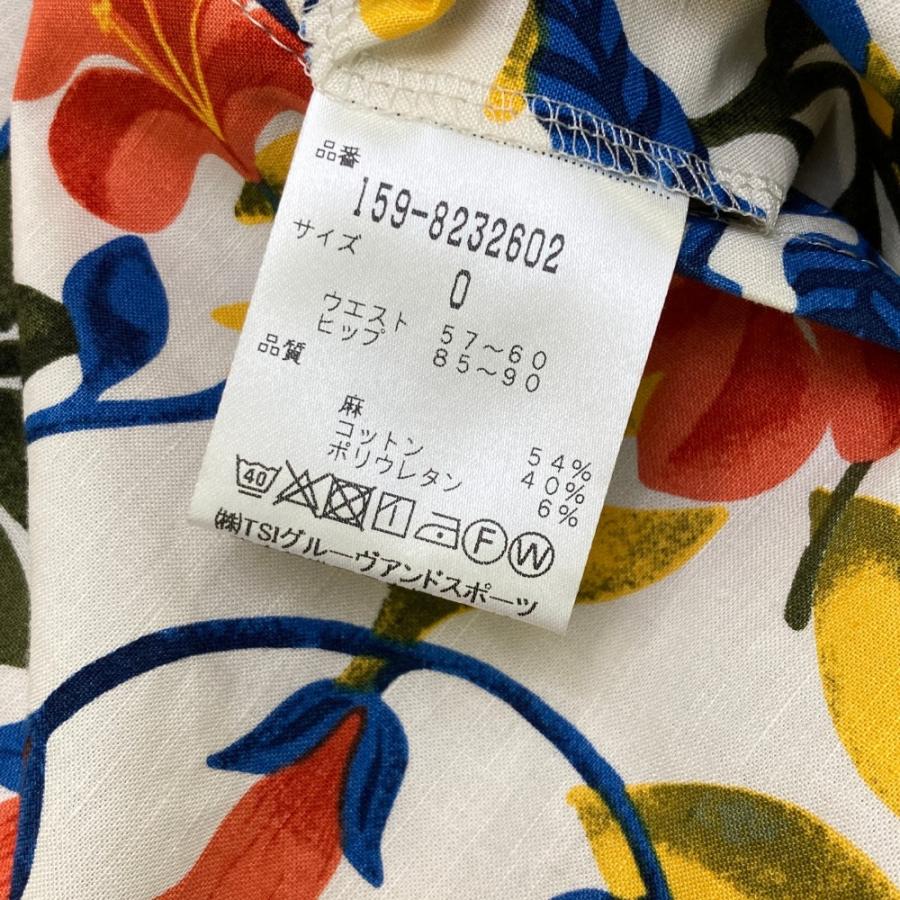 品番
159-8232602
サイズ
0
ウエスト 57～60
ヒップ 85～90
品質
麻 54%
コットン 40%
ポリウレタン 6%
40 1 F W
㈱TSIグルーヴアンドスポーツ